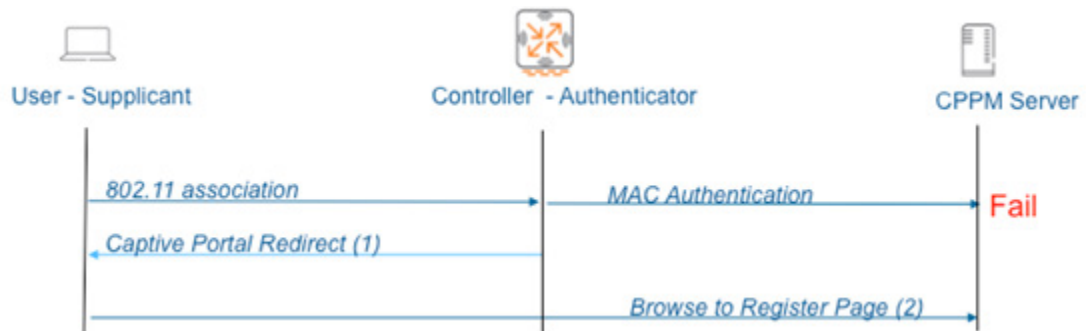 User - Supplicant
Controller - Authenticator
CPPM Server
802.11 association
MAC Authentication
Fail
Captive Portal Redirect (1)
Browse to Register Page (2)